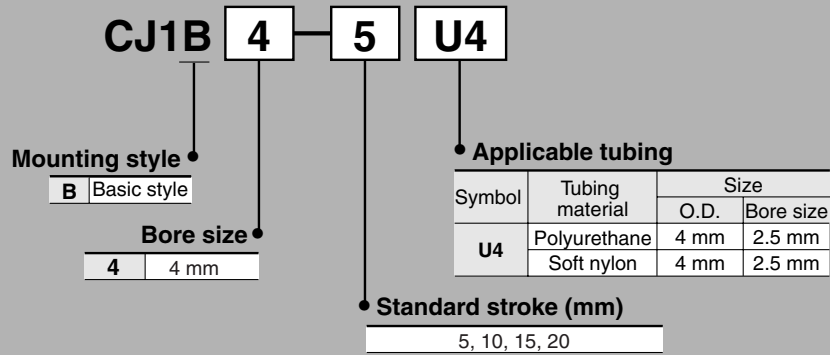 CJ1B 4 — 5 U4
Mounting style
B Basic style
Bore size
4 4 mm
Applicable tubing
Symbol Tubing material Size
O.D. Bore size
U4 Polyurethane 4 mm 2.5 mm
Soft nylon 4 mm 2.5 mm
Standard stroke (mm)
5, 10, 15, 20